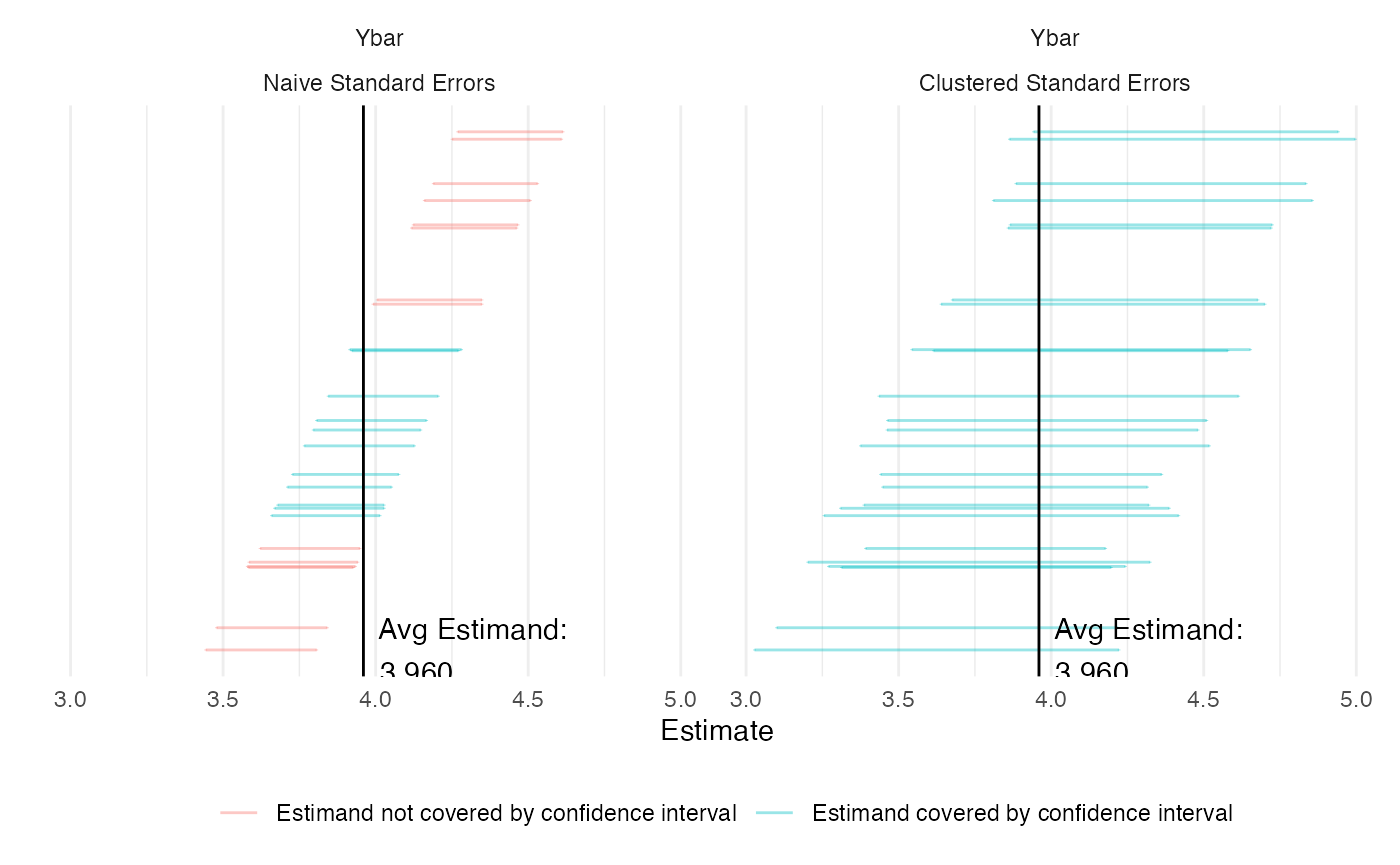 Ybar
Naive Standard Errors
Ybar
Clustered Standard Errors
Avg Estimand:
3.960
Avg Estimand:
3.960
3.0 3.5 4.0 4.5 5.0
3.0 3.5 4.0 4.5 5.0
Estimate
Estimand not covered by confidence interval
Estimand covered by confidence interval